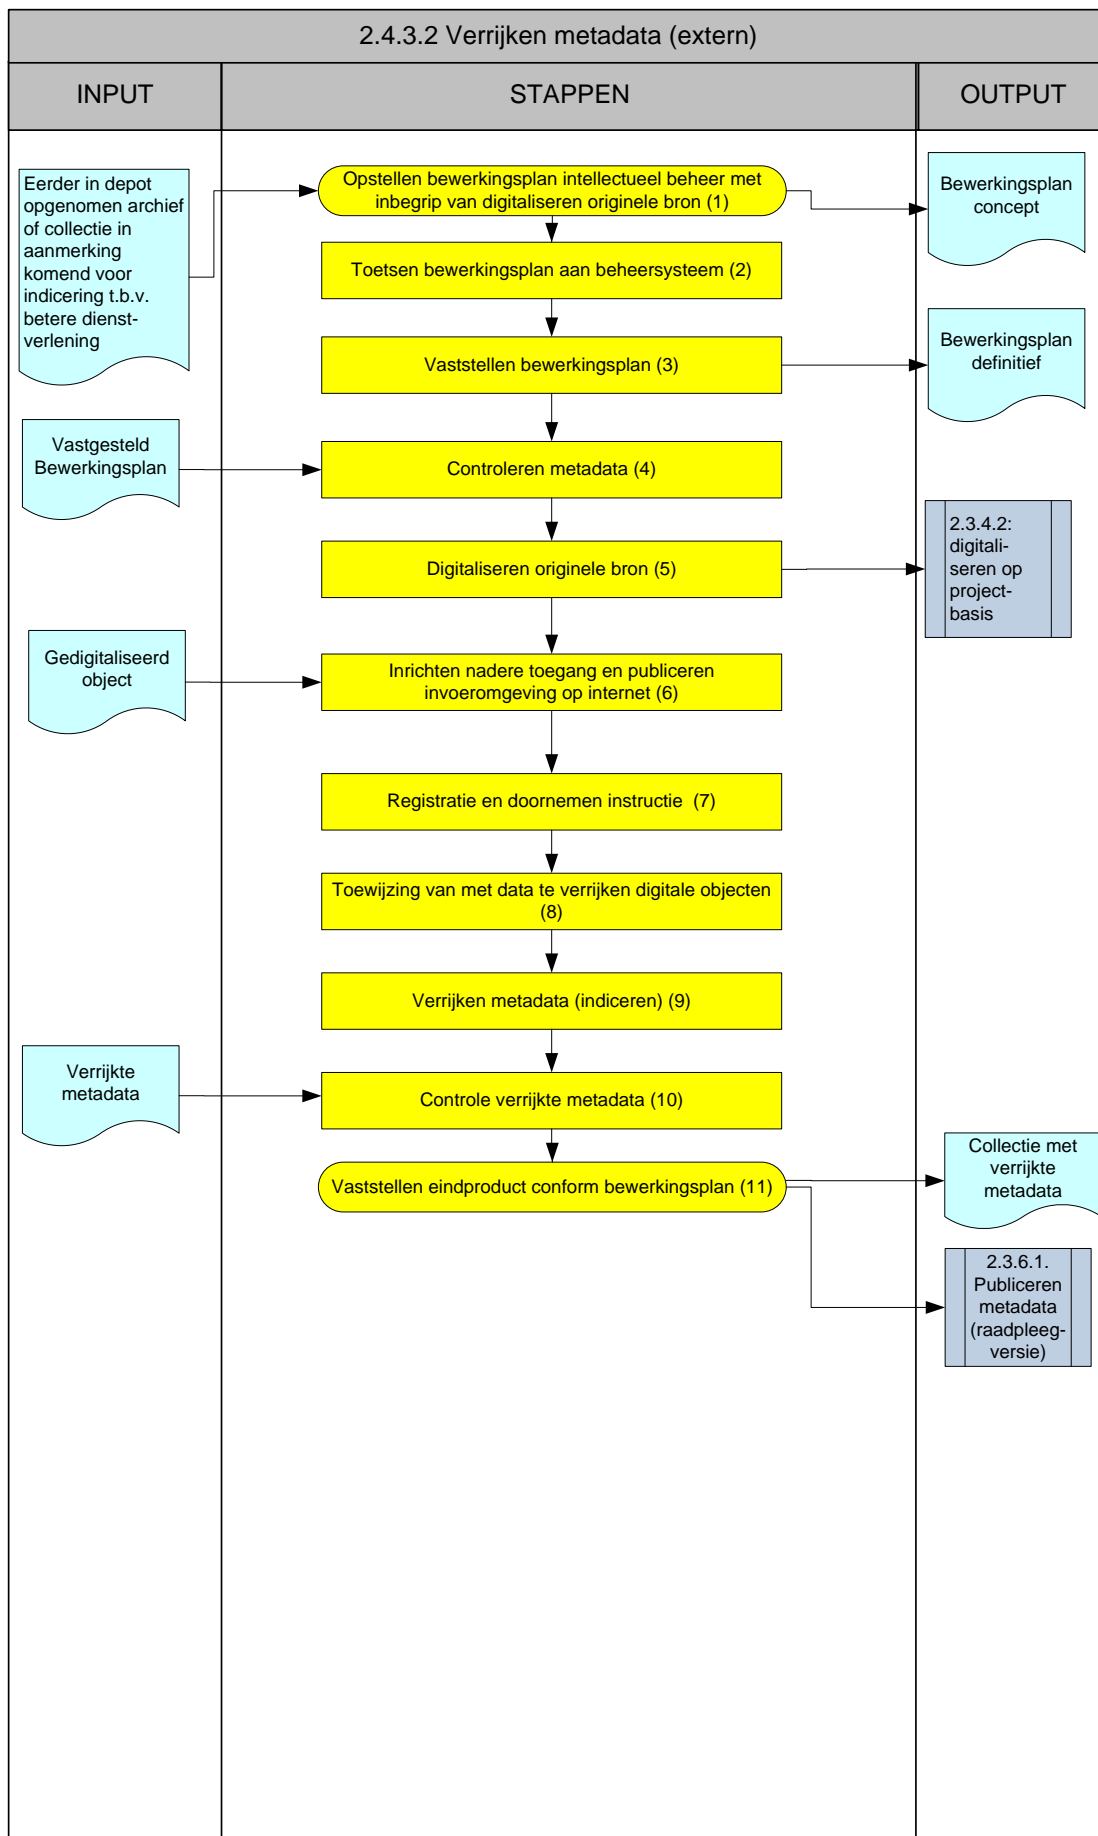 2.4.3.2 Verrijken metadata (extern)
INPUT
STAPPEN
OUTPUT
Eerder in depot
opgenomen archief
of collectie in
aanmerking
komend voor
indicering t.b.v.
betere dienst-
verlening
Opstellen bewerkingsplan intellectueel beheer met
inbegrip van digitaliseren originele bron (1)
Bewerkingsplan
concept
Toetsen bewerkingsplan aan beheersysteem (2)
Vaststellen bewerkingsplan (3)
Bewerkingsplan
definitief
Vastgesteld
Bewerkingsplan
Controleren metadata (4)
Digitaliseren originele bron (5)
2.3.4.2:
digitali-
seren op
project-
basis
Gedigitaliseerd
object
Inrichten nadere toegang en publiceren
invoeromgeving op internet (6)
Registratie en doornemen instructie  (7)
Toewijzing van met data te verrijken digitale objecten
(8)
Verrijken metadata (indiceren) (9)
Verrijkte
metadata
Controle verrijkte metadata (10)
Vaststellen eindproduct conform bewerkingsplan (11)
Collectie met
verrijkte
metadata
2.3.6.1.
Publiceren
metadata
(raadpleeg-
versie)